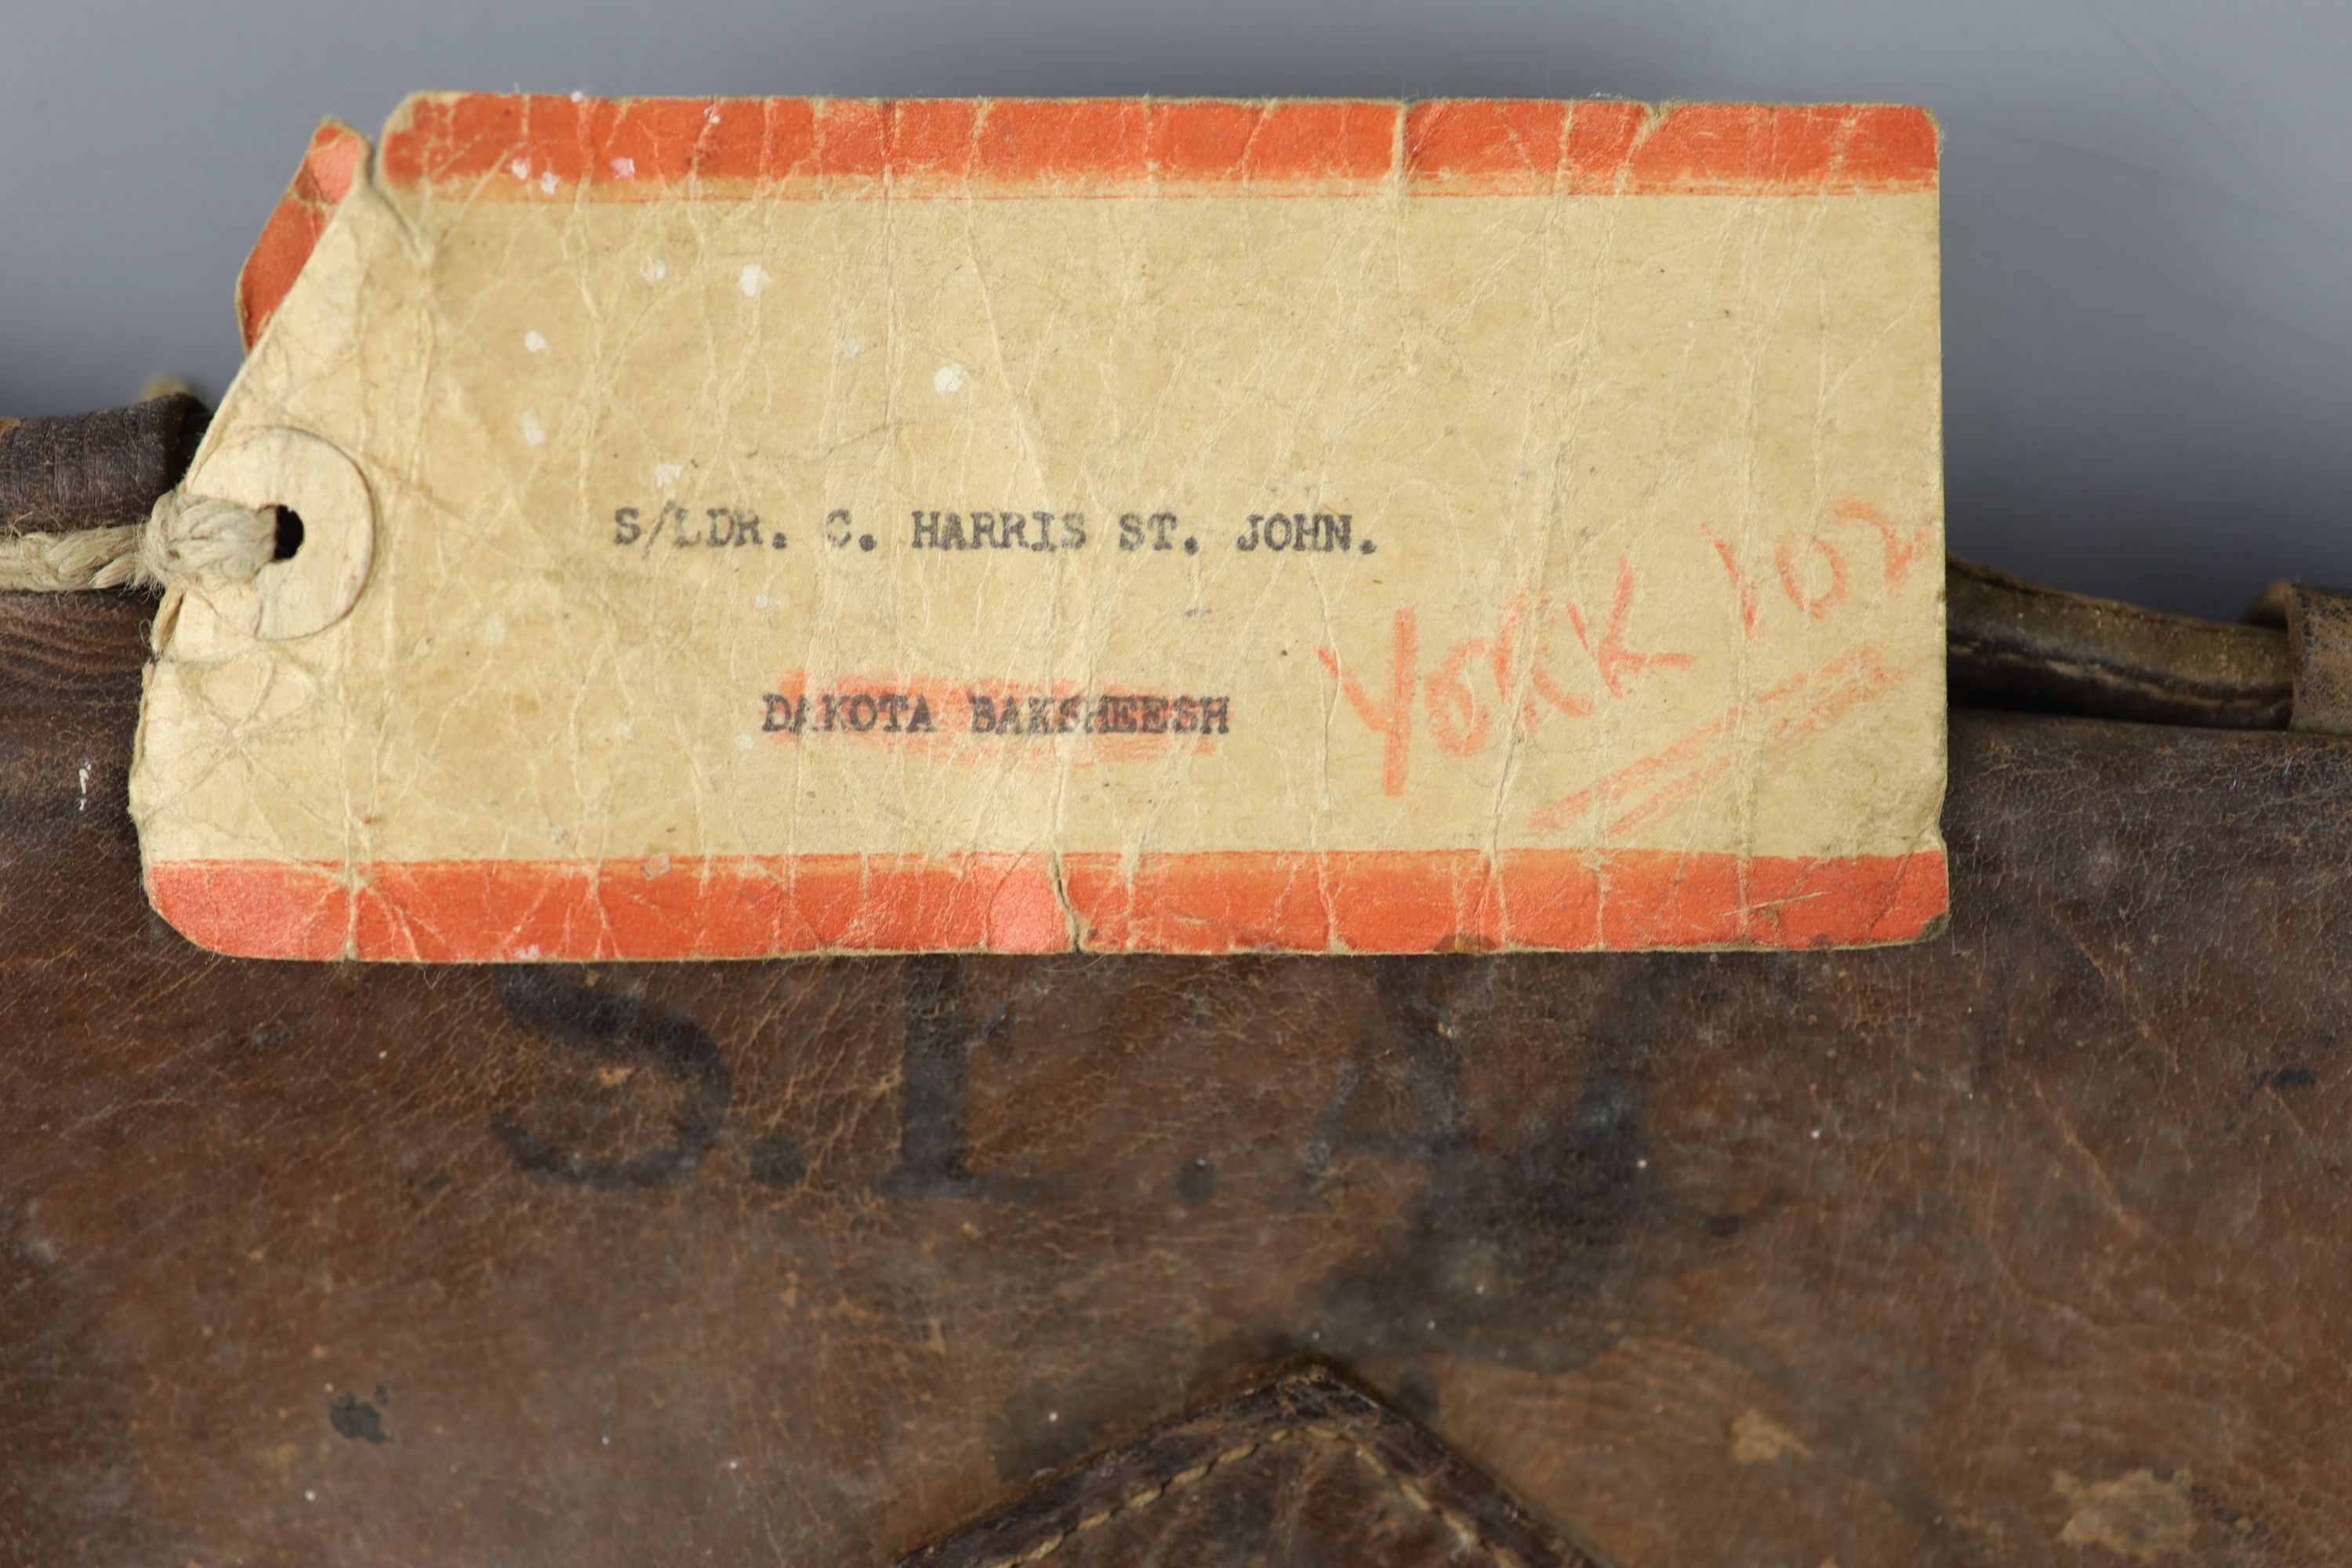 S/LDR. C. HARRIS ST. JOHN.
DAKOTA BAKSHEESH
York 102